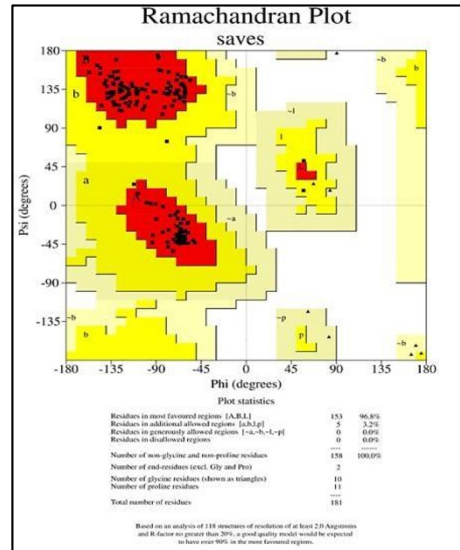 Ramachandran Plot
saves
180
135
90
45
0
-45
-90
-135
-180 -135 -90 -45 0 45 90 135 180
Psi (degrees)
Phi (degrees)
B
b
~b
~l
l
a
A
~a
~b
b
~p
p
~b
b
~b
Plot statistics
Residues in most favoured regions [A,B,L] 153 96.8%
Residues in additional allowed regions [a,b,l,p] 5 3.2%
Residues in generously allowed regions [~a,~b,~l,~p] 0 0.0%
Residues in disallowed regions 0 0.0%
---- ------
Number of non-glycine and non-proline residues 158 100.0%
Number of end-residues (excl. Gly and Pro) 2
Number of glycine residues (shown as triangles) 10
Number of proline residues 11
----
Total number of residues 181
Based on an analysis of 118 structures of resolution of at least 2.0 Angstroms
and R-factor no greater than 20%, a good quality model would be expected
to have over 90% in the most favoured regions.